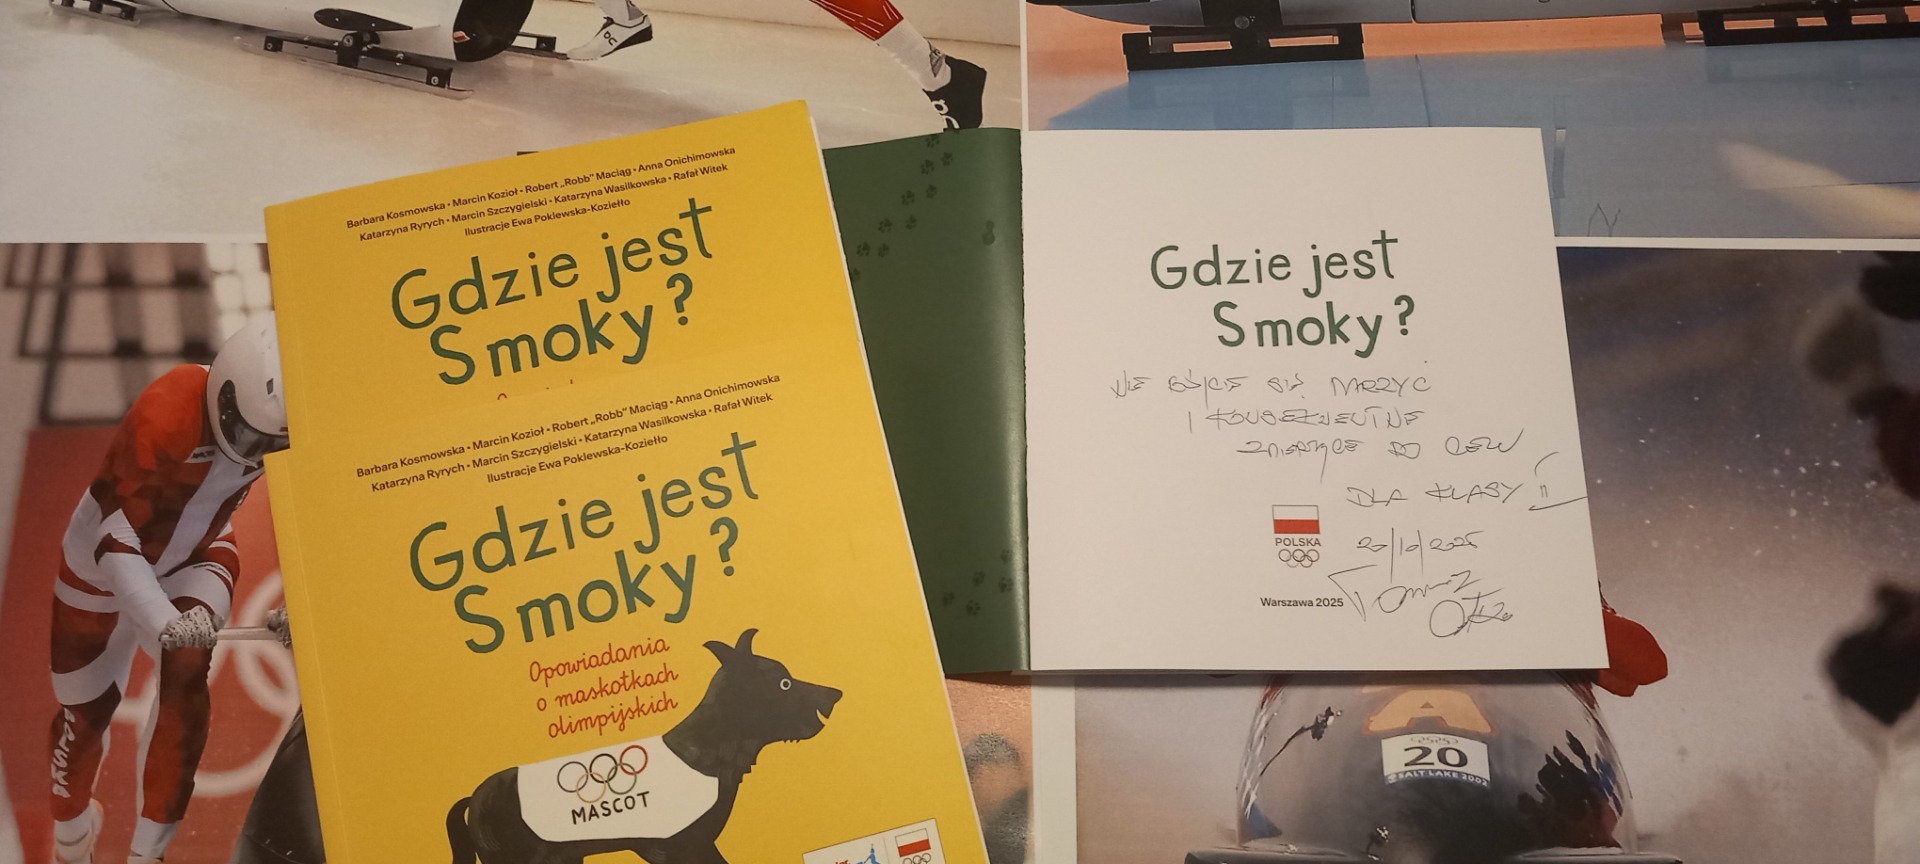 Barbara Kosmowska • Marcin Kozioł • Robert „Robb” Maciąg • Anna Onichimowska
Katarzyna Ryrych • Marcin Szczygielski • Katarzyna Wasilkowska • Rafał Witek
Ilustracje Ewa Poklewska-Koziełło
Gdzie jest
Smoky?
Barbara Kosmowska • Marcin Kozioł • Robert „Robb” Maciąg • Anna Onichimowska
Katarzyna Ryrych • Marcin Szczygielski • Katarzyna Wasilkowska • Rafał Witek
Ilustracje Ewa Poklewska-Koziełło
Gdzie jest
Smoky?
Opowiadania
o maskotkach
olimpijskich
MASCOT
Gdzie jest
Smoky?
NIE BÓJCIE SIĘ MARZYĆ
I KONSEKWENTNIE
ZMIERZAJCIE DO CELU
DLA KLASY
20/10/2025
POLSKA
Warszawa 2025
20
SALT LAKE 2002